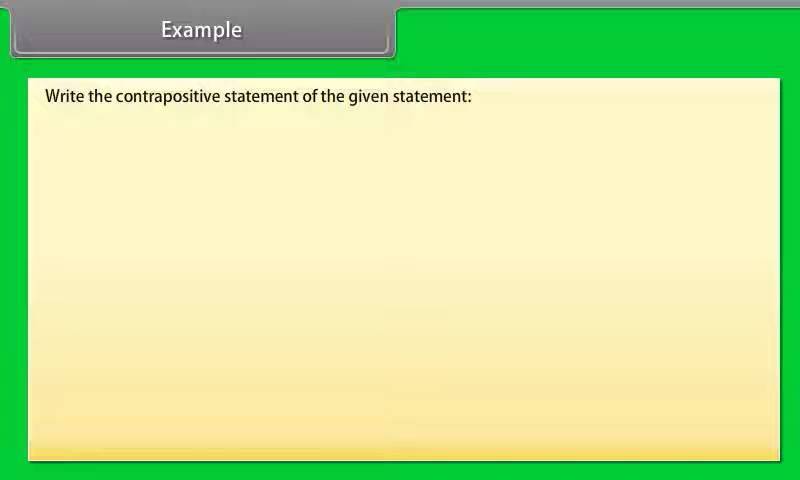 Example
Write the contrapositive statement of the given statement: